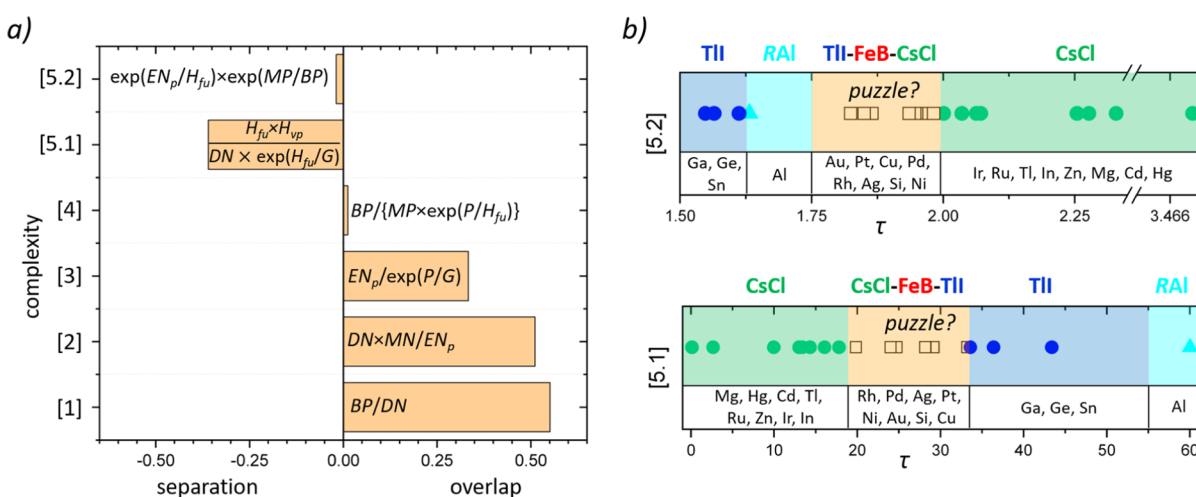 a)
complexity
[5.2]
exp(EN_p/H_fu)×exp(MP/BP)
[5.1]
H_fu×H_vp
DN × exp(H_fu/G)
[4]
BP/{MP×exp(P/H_fu)}
[3]
EN_p/exp(P/G)
[2]
DN×MN/EN_p
[1]
BP/DN
-0.50 -0.25 0.00 0.25 0.50
separation overlap
b)
TlI RAl TlI-FeB-CsCl CsCl
puzzle?
[5.2]
Ga, Ge,
Sn
Al
Au, Pt, Cu, Pd,
Rh, Ag, Si, Ni
Ir, Ru, Tl, In, Zn, Mg, Cd, Hg
1.50 1.75 2.00 2.25 3.466
τ
CsCl CsCl-FeB-TlI TlI RAl
puzzle?
[5.1]
Mg, Hg, Cd, Tl,
Ru, Zn, Ir, In
Rh, Pd, Ag, Pt,
Ni, Au, Si, Cu
Ga, Ge, Sn
Al
0 10 20 30 40 50 60
τ